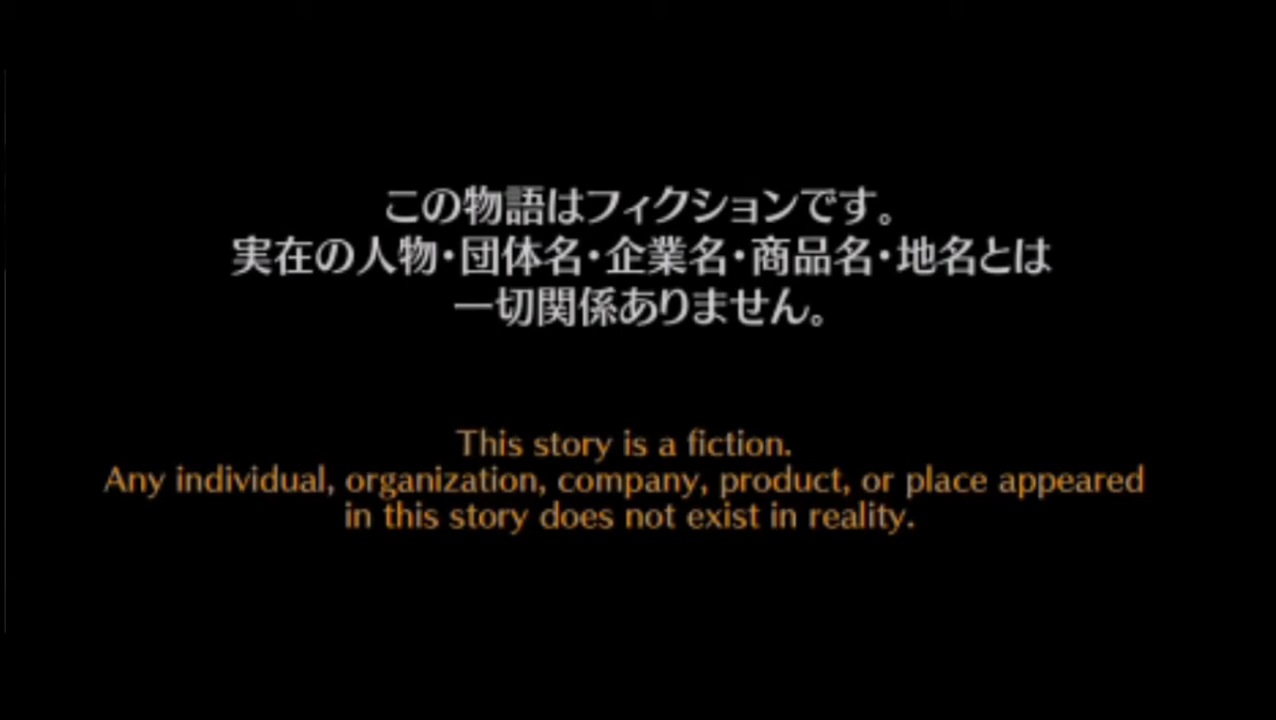 この物語はフィクションです。
実在の人物・団体名・企業名・商品名・地名とは
一切関係ありません。
This story is a fiction.
Any individual, organization, company, product, or place appeared
in this story does not exist in reality.